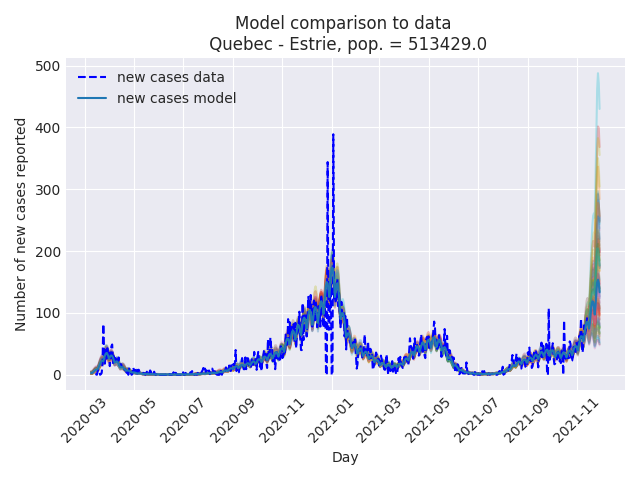 Model comparison to data
Quebec - Estrie, pop. = 513429.0
new cases data
new cases model
Number of new cases reported
500
400
300
200
100
0
2020-03
2020-05
2020-07
2020-09
2020-11
2021-01
2021-03
2021-05
2021-07
2021-09
2021-11
Day